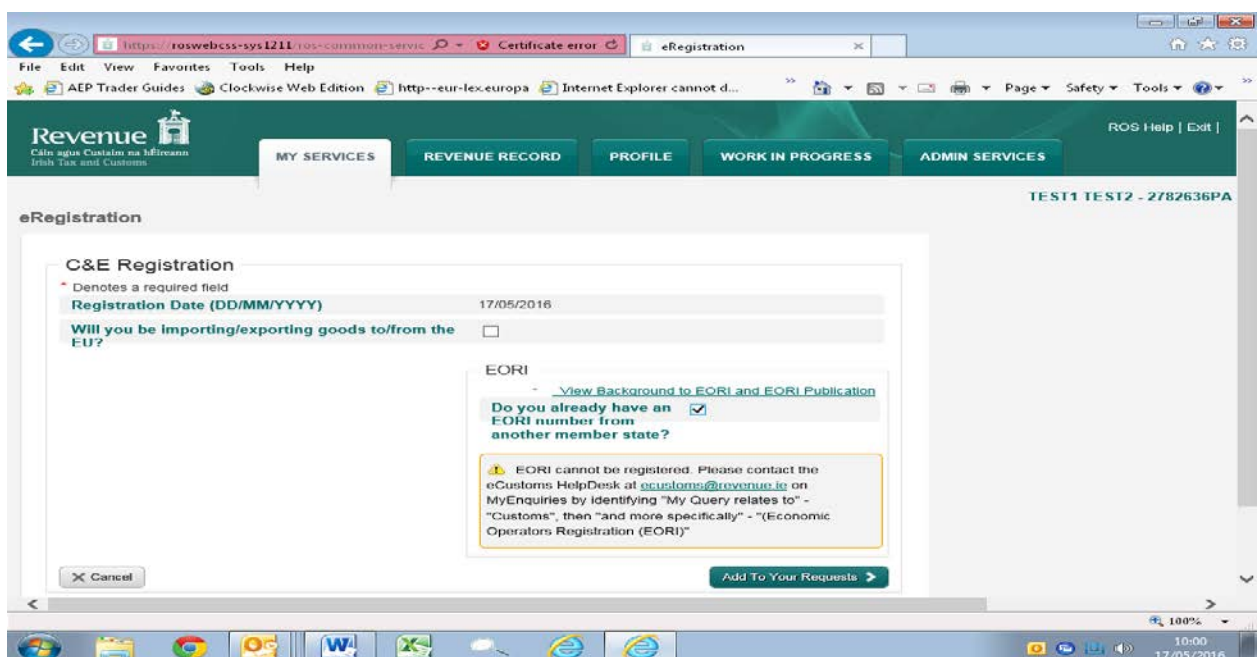 https://roswebcss-sys1211/ros-common-servic
Certificate error
eRegistration
File Edit View Favorites Tools Help
AEP Trader Guides Clockwise Web Edition http--eur-lex.europa Internet Explorer cannot d...
Page Safety Tools
Revenue
Cáin agus Custaim na hÉireann
Irish Tax and Customs
ROS Help | Exit |
MY SERVICES REVENUE RECORD PROFILE WORK IN PROGRESS ADMIN SERVICES
TEST1 TEST2 - 2782636PA
eRegistration
C&E Registration
* Denotes a required field
Registration Date (DD/MM/YYYY) 17/05/2016
Will you be importing/exporting goods to/from the
EU?
EORI
- View Background to EORI and EORI Publication
Do you already have an
EORI number from
another member state?
EORI cannot be registered. Please contact the
eCustoms HelpDesk at ecustoms@revenue.ie on
MyEnquiries by identifying "My Query relates to" -
"Customs", then "and more specifically" - "(Economic
Operators Registration (EORI)"
Cancel
Add To Your Requests
100%
10:00
17/05/2016